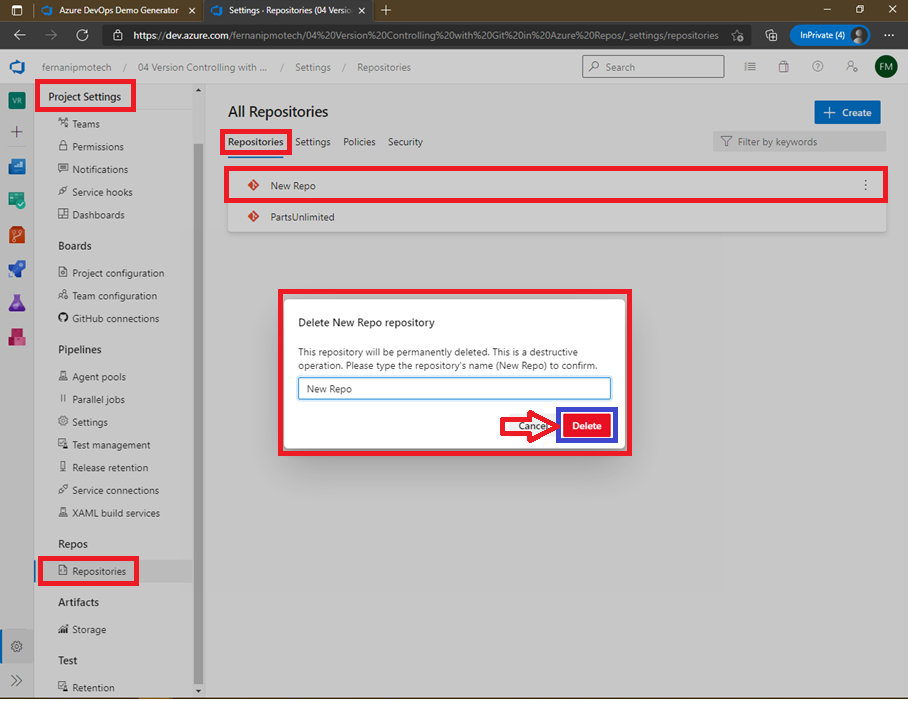 Azure DevOps Demo Generator
Settings - Repositories (04 Versio
https://dev.azure.com/fernanipmotech/04%20Version%20Controlling%20with%20Git%20in%20Azure%20Repos/_settings/repositories
InPrivate (4)
fernanipmotech / 04 Version Controlling with ... / Settings / Repositories
Search
FM
VR
Project Settings
Teams
Permissions
Notifications
Service hooks
Dashboards
Boards
Project configuration
Team configuration
GitHub connections
Pipelines
Agent pools
Parallel jobs
Settings
Test management
Release retention
Service connections
XAML build services
Repos
Repositories
Artifacts
Storage
Test
Retention
All Repositories
Create
Repositories Settings Policies Security
Filter by keywords
New Repo
PartsUnlimited
Delete New Repo repository
This repository will be permanently deleted. This is a destructive
operation. Please type the repository's name (New Repo) to confirm.
New Repo
Cancel
Delete